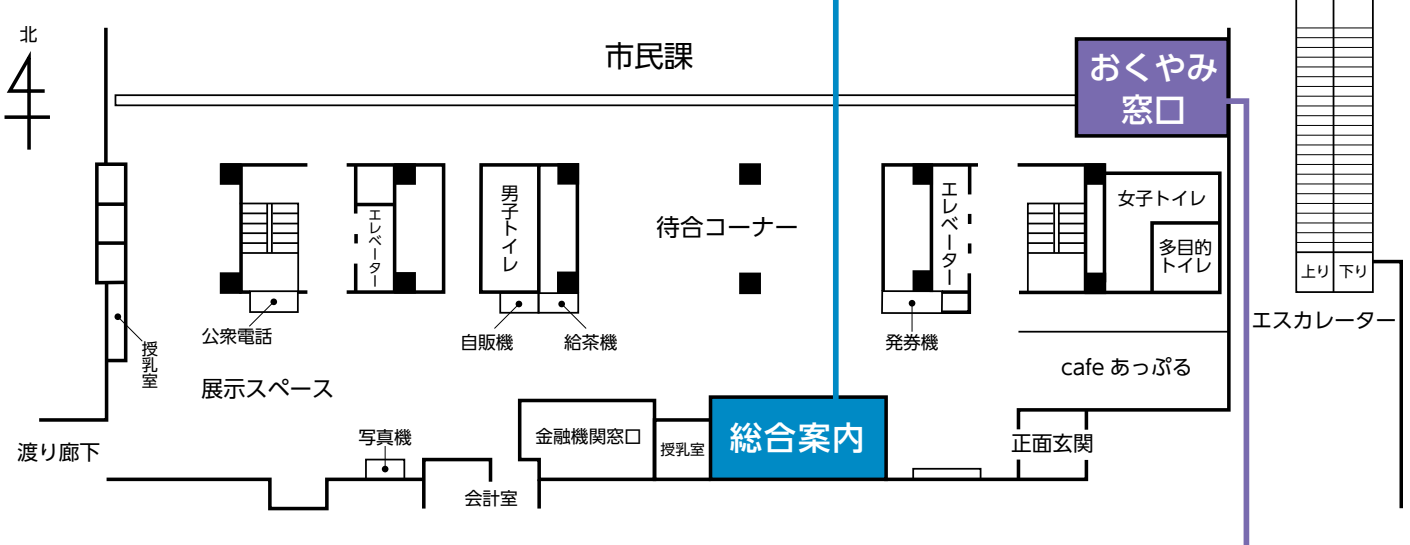 北
市民課
おくやみ
窓口
男子トイレ
エレベーター
待合コーナー
エレベーター
女子トイレ
多目的
トイレ
上り
下り
エスカレーター
公衆電話
自販機
給茶機
発券機
授乳室
展示スペース
cafe あっぷる
渡り廊下
写真機
金融機関窓口
授乳室
総合案内
正面玄関
会計室